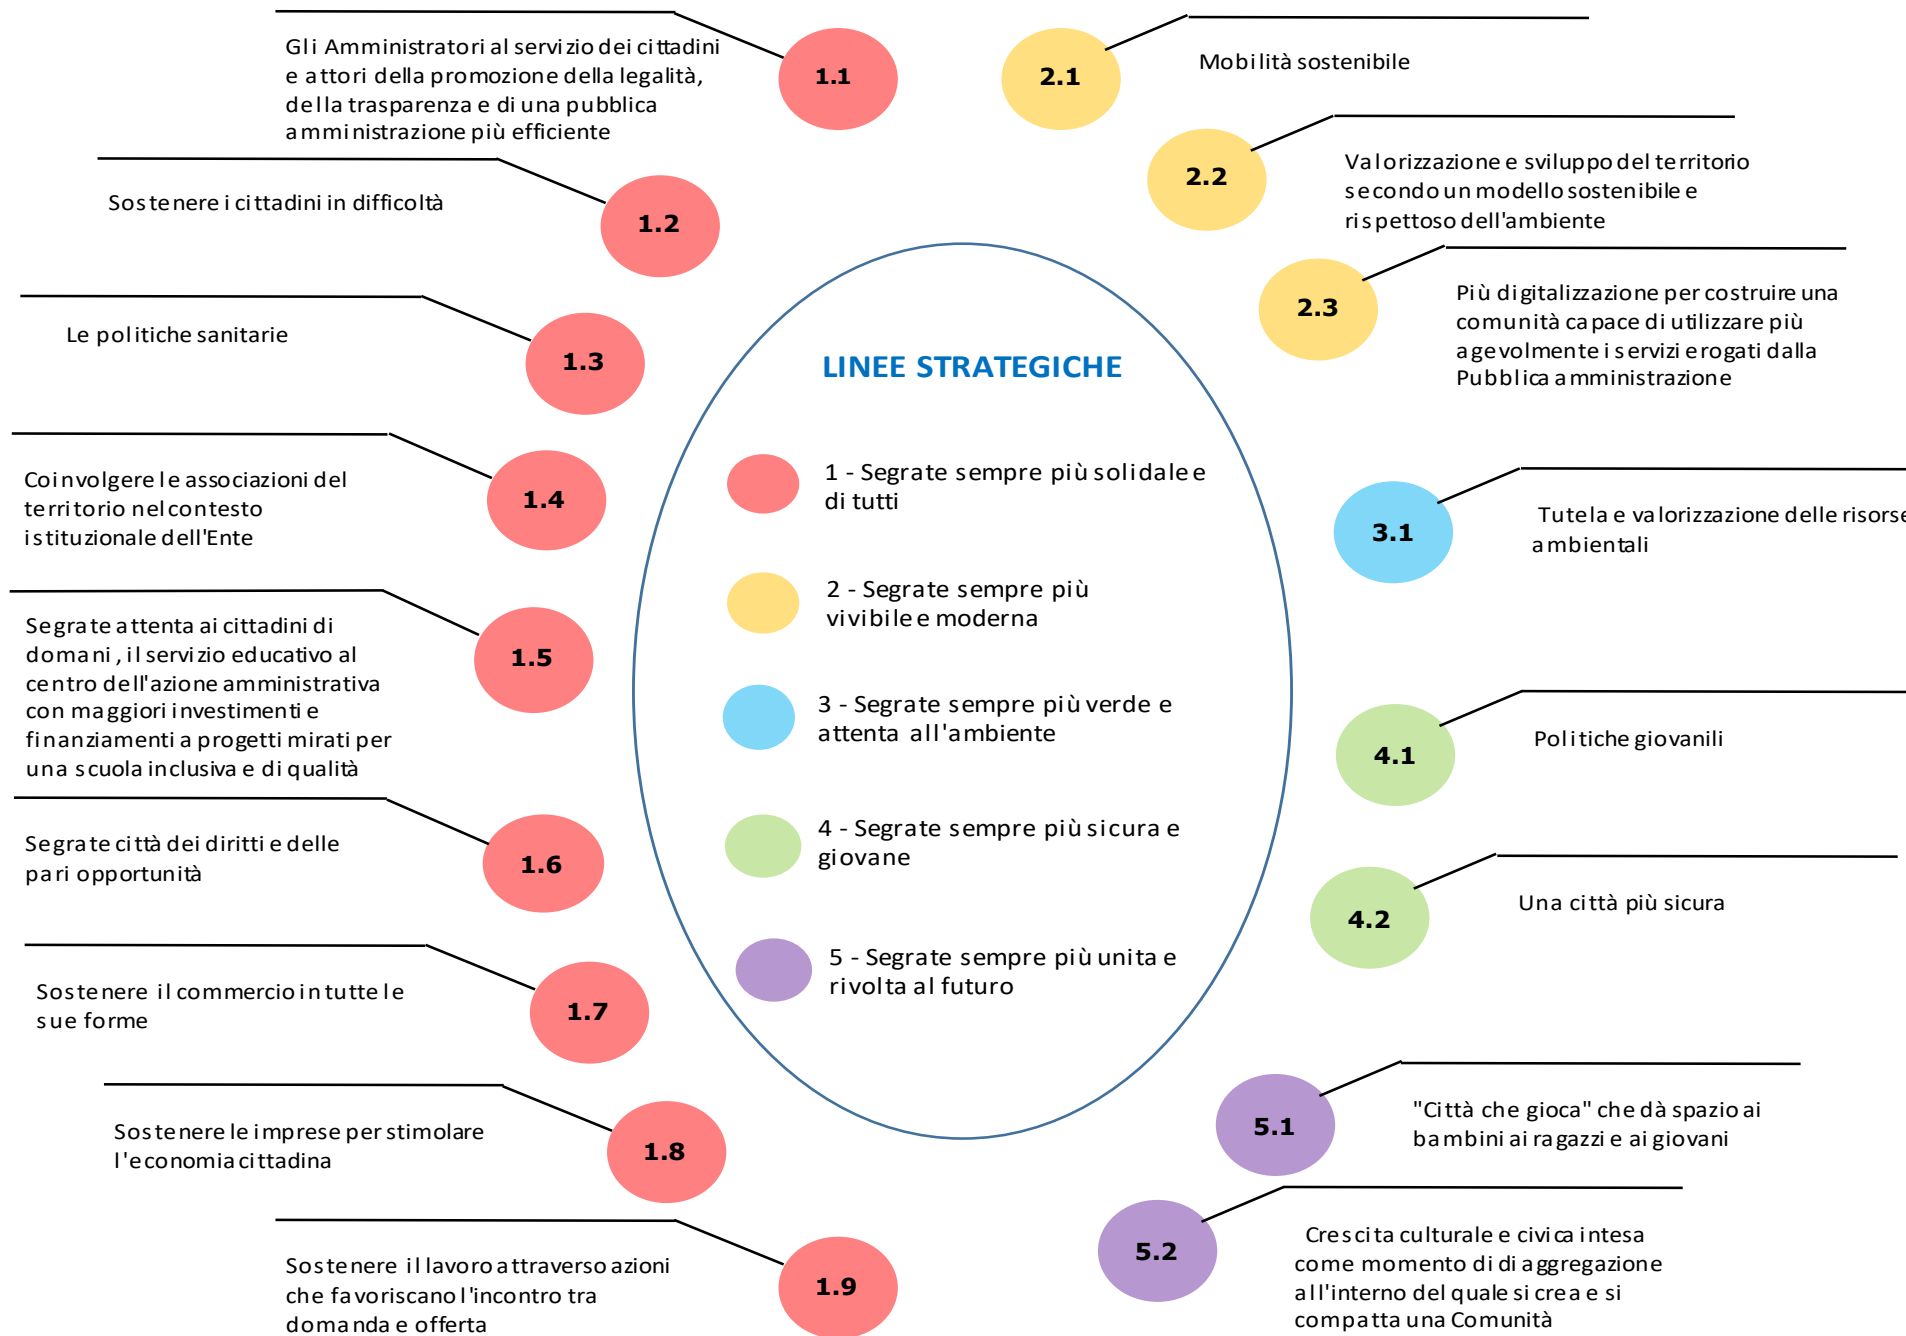 Gli Amministratori al servizio dei cittadini
e attori della promozione della legalità,
della trasparenza e di una pubblica
amministrazione più efficiente
1.1
Sostenere i cittadini in difficoltà
1.2
Le politiche sanitarie
1.3
Coinvolgere le associazioni del
territorio nel contesto
istituzionale dell'Ente
1.4
Segrate attenta ai cittadini di
domani, il servizio educativo al
centro dell'azione amministrativa
con maggiori investimenti e
finanziamenti a progetti mirati per
una scuola inclusiva e di qualità
1.5
Segrate città dei diritti e delle
pari opportunità
1.6
Sostenere il commercio in tutte le
sue forme
1.7
Sostenere le imprese per stimolare
l'economia cittadina
1.8
Sostenere il lavoro attraverso azioni
che favoriscano l'incontro tra
domanda e offerta
1.9
LINEE STRATEGICHE
1 - Segrate sempre più solidale e
di tutti
2 - Segrate sempre più
vivibile e moderna
3 - Segrate sempre più verde e
attenta all'ambiente
4 - Segrate sempre più sicura e
giovane
5 - Segrate sempre più unita e
rivolta al futuro
2.1
Mobilità sostenibile
2.2
Valorizzazione e sviluppo del territorio
secondo un modello sostenibile e
rispettoso dell'ambiente
2.3
Più digitalizzazione per costruire una
comunità capace di utilizzare più
agevolmente i servizi erogati dalla
Pubblica amministrazione
3.1
Tutela e valorizzazione delle risorse
ambientali
4.1
Politiche giovanili
4.2
Una città più sicura
5.1
"Città che gioca" che dà spazio ai
bambini ai ragazzi e ai giovani
5.2
Crescita culturale e civica intesa
come momento di di aggregazione
all'interno del quale si crea e si
compatta una Comunità